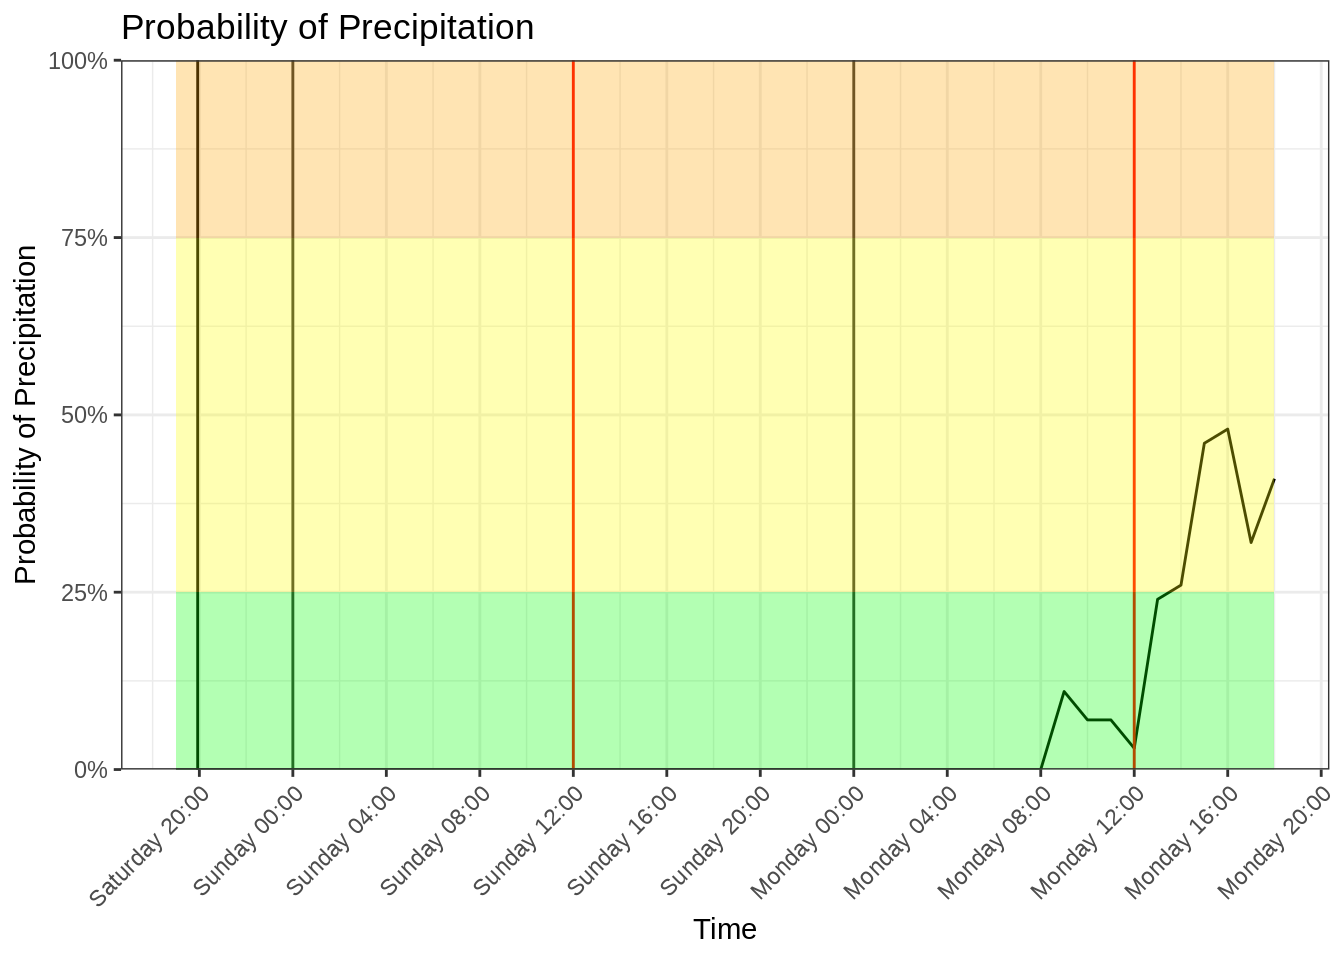 Probability of Precipitation
Probability of Precipitation
100%
75%
50%
25%
0%
Saturday 20:00
Sunday 00:00
Sunday 04:00
Sunday 08:00
Sunday 12:00
Sunday 16:00
Sunday 20:00
Monday 00:00
Monday 04:00
Monday 08:00
Monday 12:00
Monday 16:00
Monday 20:00
Time